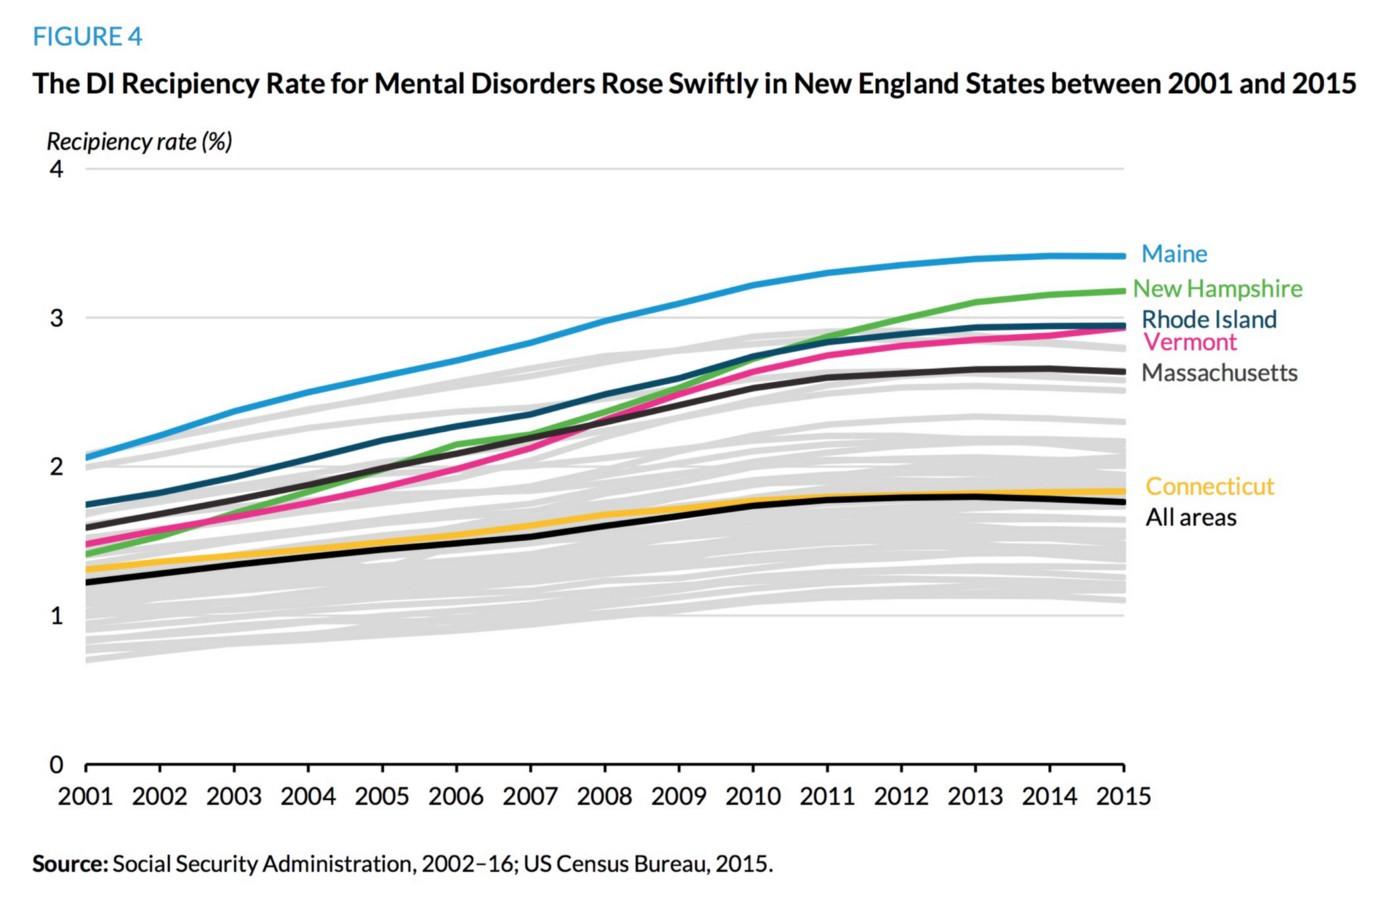 FIGURE 4
The DI Recipiency Rate for Mental Disorders Rose Swiftly in New England States between 2001 and 2015
Recipiency rate (%)
4
3
2
1
0
Maine
New Hampshire
Rhode Island
Vermont
Massachusetts
Connecticut
All areas
2001 2002 2003 2004 2005 2006 2007 2008 2009 2010 2011 2012 2013 2014 2015
Source: Social Security Administration, 2002–16; US Census Bureau, 2015.